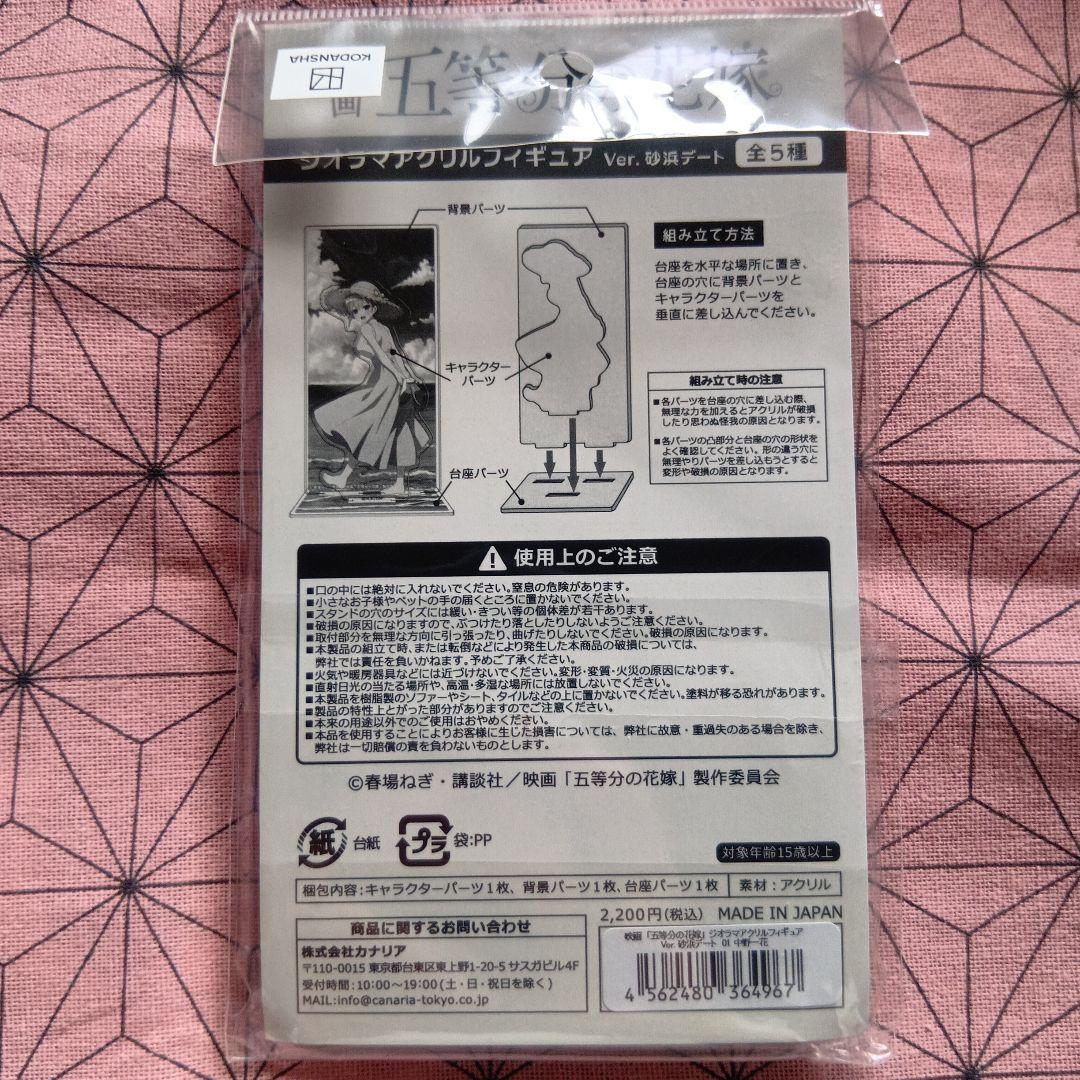 KODANSHA
画 五等分の花嫁
ジオラマアクリルフィギュア Ver. 砂浜デート 全5種
背景パーツ
キャラクター
パーツ
台座パーツ
組み立て方法
台座を水平な場所に置き、
台座の穴に背景パーツと
キャラクターパーツを
垂直に差し込んでください。
組み立て時の注意
■各パーツを台座の穴に差し込む際、
無理な力を加えるとアクリルが破損
したり思わぬ怪我の原因となります。
■各パーツの凸部分と台座の穴の形状を
よく確認してください。形の違う穴に
無理やりパーツを差し込もうとすると
変形や破損の原因となります。
使用上のご注意
■口の中には絶対に入れないでください。窒息の危険があります。
■小さなお子様やペットの手の届くところに置かないでください。
■スタンドの穴のサイズには緩い・きつい等の個体差が若干あります。
■破損の原因になりますので、ぶつけたり落としたりしないようご注意ください。
■取付部分を無理な方向に引っ張ったり、曲げたりしないでください。破損の原因になります。
■本製品の組立て時、または転倒などにより発生した本商品の破損については、
弊社では責任を負いかねます。予めご了承ください。
■火気や暖房器具などには近づけないでください。変形・変質・火災の原因になります。
■直射日光の当たる場所や、高温・多湿な場所には放置しないでください。
■本製品を樹脂製のソファーやシート、タイルなどの上に置かないでください。塗料が移る恐れがあります。
■製品の特性上とがった部分がありますのでご注意ください。
■本来の用途以外でのご使用はおやめください。
■本品を使用することによりお客様に生じた損害については、弊社に故意・重過失のある場合を除き、
弊社は一切賠償の責を負わないものとします。
©春場ねぎ・講談社／映画「五等分の花嫁」製作委員会
紙 台紙 プラ 袋:PP
対象年齢15歳以上
梱包内容:キャラクターパーツ1枚、背景パーツ1枚、台座パーツ1枚 素材:アクリル
商品に関するお問い合わせ
株式会社カナリア
〒110-0015 東京都台東区東上野1-20-5 サスガビル4F
受付時間:10:00～19:00(土・日・祝日を除く)
MAIL:info@canaria-tokyo.co.jp
2,200円(税込) MADE IN JAPAN
映画「五等分の花嫁」ジオラマアクリルフィギュア
Ver. 砂浜デート 01 中野一花
4 562480 364967